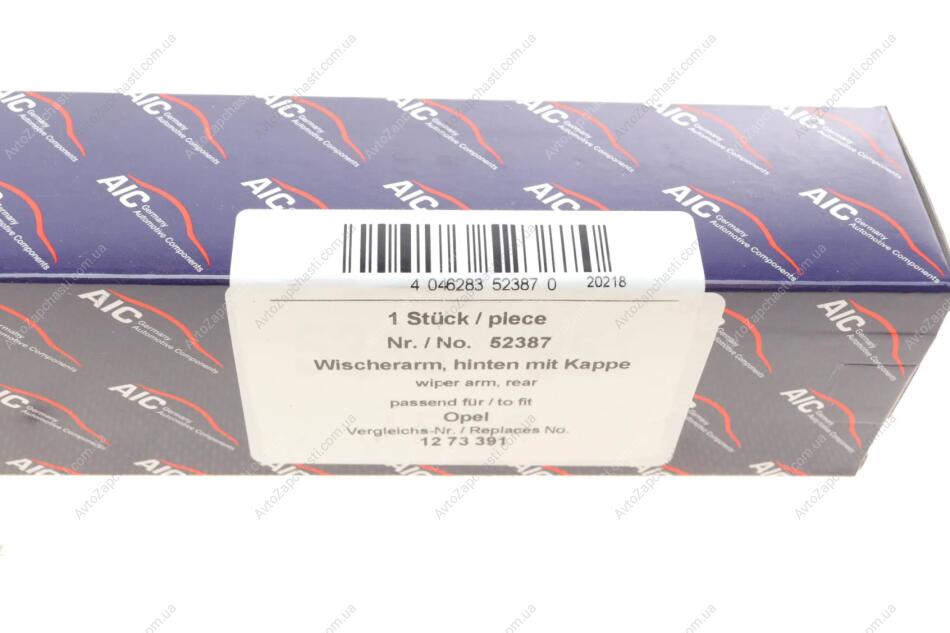 4 046283 52387 0 20218
1 Stück / piece
Nr. / No. 52387
Wischerarm, hinten mit Kappe
wiper arm, rear
passend für / to fit
Opel
Vergleichs-Nr. / Replaces No.
12 73 391
AIC
Germany
Automotive Components
AvtoZapchasti.com.ua